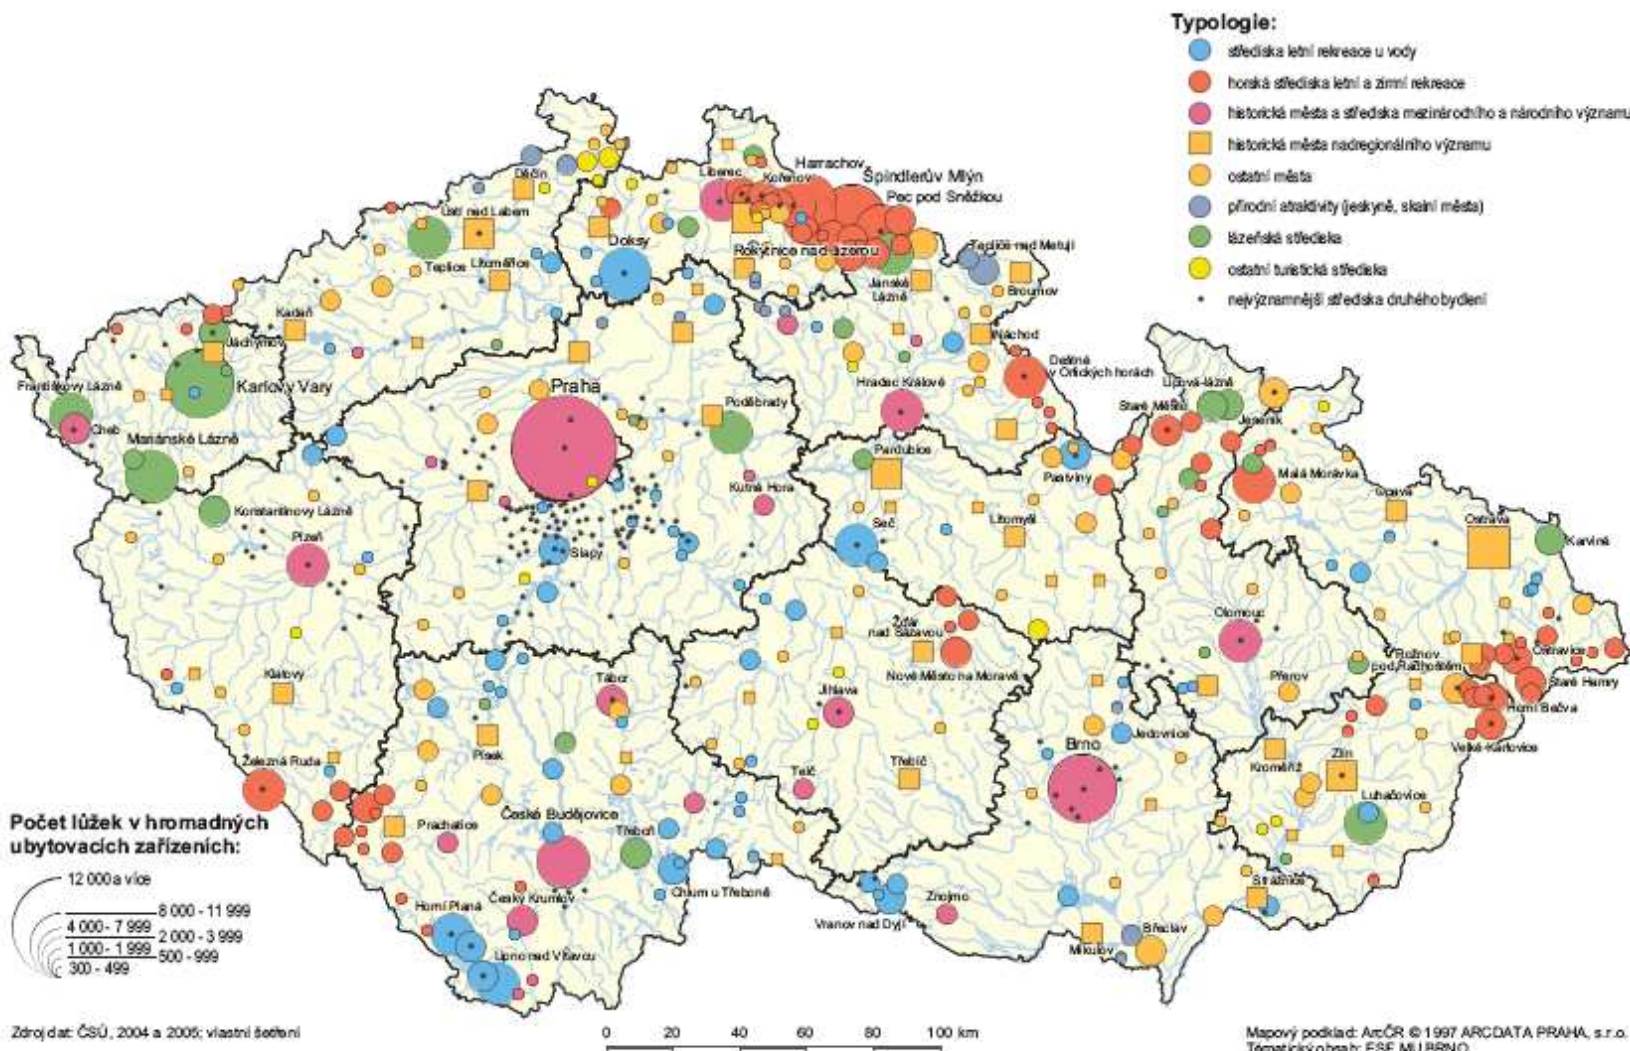 Typologie:
střediska letní rekreace u vody
horská střediska letní a zimní rekreace
historická města a střediska mezinárodního a národního významu
historická města nadregionálního významu
ostatní města
přírodní atraktivity (jeskyně, skalní města)
lázeňská střediska
ostatní turistická střediska
nejvýznamnější střediska druhého bydlení
Harrachov
Děčín
Liberec
Kořenov
Špindlerův Mlýn
Pec pod Sněžkou
Ústí nad Labem
Doksy
Rokytnice nad Jizerou
Teplice nad Metují
Teplice
Litoměřice
Janské
Lázně
Broumov
Kadaň
Náchod
Jáchymov
Františkovy Lázně
Karlovy Vary
Praha
Hradec Králové
Deštné
v Orlických horách
Lipová-lázně
Poděbrady
Staré Město
Jeseník
Cheb
Mariánské Lázně
Pardubice
Pastviny
Malá Morávka
Kutná Hora
Konstantinovy Lázně
Opava
Litomyšl
Ostrava
Plzeň
Seč
Karviná
Slapy
Olomouc
Žďár
nad Sázavou
Rožnov
pod Radhoštěm
Ostravice
Klatovy
Tábor
Nové Město na Moravě
Přerov
Staré Hamry
Jihlava
Horní Bečva
Písek
Jedovnice
Brno
Velké Karlovice
Železná Ruda
Telč
Třebíč
Kroměříž
Zlín
Luhačovice
Počet lůžek v hromadných
ubytovacích zařízeních:
České Budějovice
Prachatice
Třeboň
12 000 a více
Chlum u Třeboně
Strážnice
Horní Planá
Český Krumlov
Znojmo
8 000 - 11 999
4 000 - 7 999
Vranov nad Dyjí
Břeclav
2 000 - 3 999
1 000 - 1 999
Mikulov
500 - 999
Lipno nad Vltavou
300 - 499
Zdroj dat: ČSÚ, 2004 a 2005; vlastní šetření
0 20 40 60 80 100 km
Mapový podklad: ArcČR © 1997 ARCDATA PRAHA, s.r.o.
Tématický obsah: ESF MU BRNO